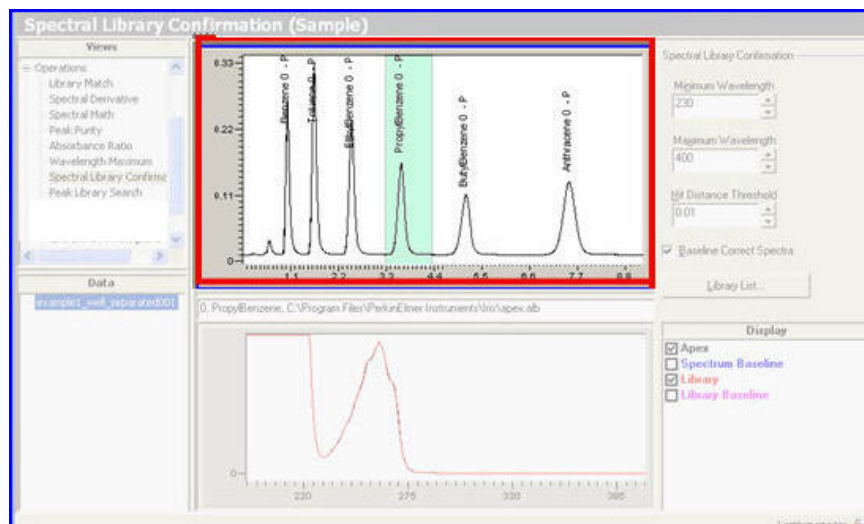 Spectral Library Confirmation (Sample)
Views
Operations
Library Match
Spectral Derivative
Spectral Math
Peak Purity
Absorbance Ratio
Wavelength Maximum
Spectral Library Confirma
Peak Library Search
Data
example1_well_separated001
0.33
0.22
0.11
0
Benzene 0 - P
Toluene 0 - P
EthylBenzene 0 - P
PropylBenzene 0 - P
ButylBenzene 0 - P
Anthracene 0 - P
1.1 2.2 3.3 4.4 5.5 6.6 7.7 8.8
0, PropylBenzene, C:\Program Files\PerkinElmer Instruments\Iris\apex.alb
0
220 275 330 385
Spectral Library Confirmation
Minimum Wavelength
230
Maximum Wavelength
400
Hit Distance Threshold
0.01
Baseline Correct Spectra
Library List...
Display
Apex
Spectrum Baseline
Library
Library Baseline